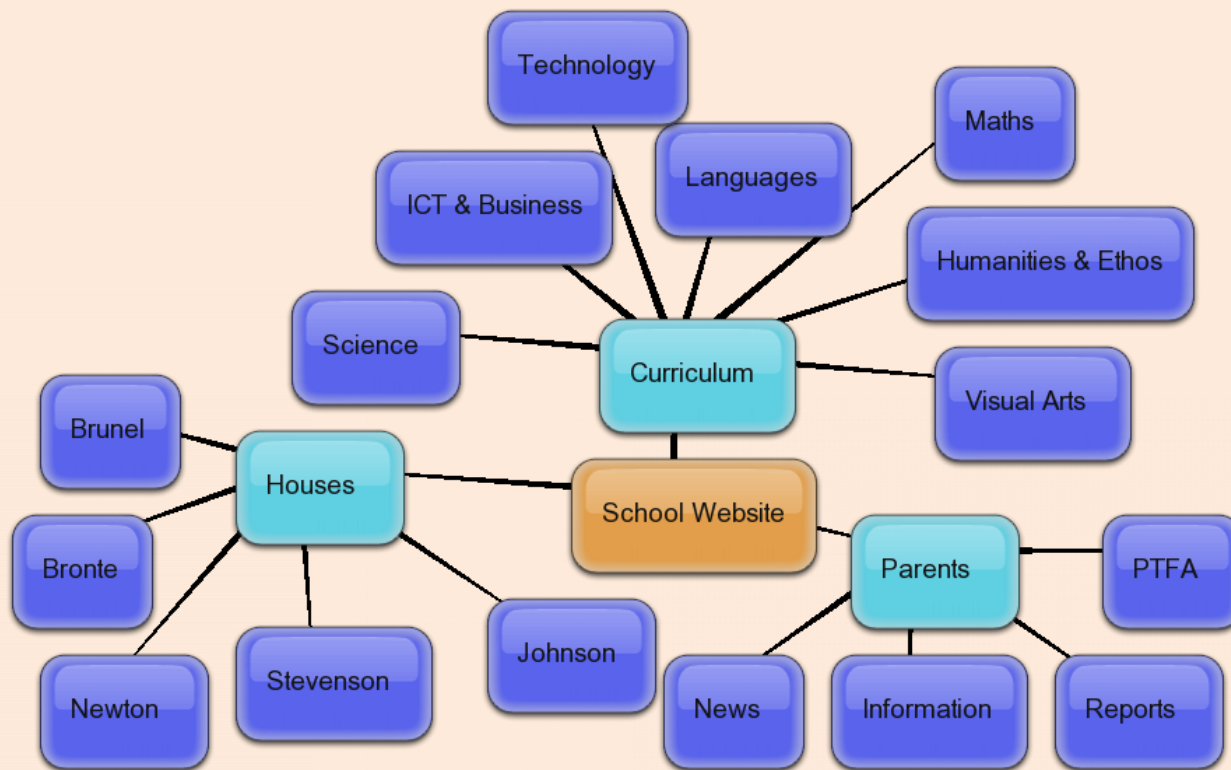 Technology
Maths
Languages
ICT & Business
Humanities & Ethos
Science
Curriculum
Visual Arts
Brunel
Houses
School Website
Bronte
Parents
PTFA
Johnson
Stevenson
Newton
News
Information
Reports